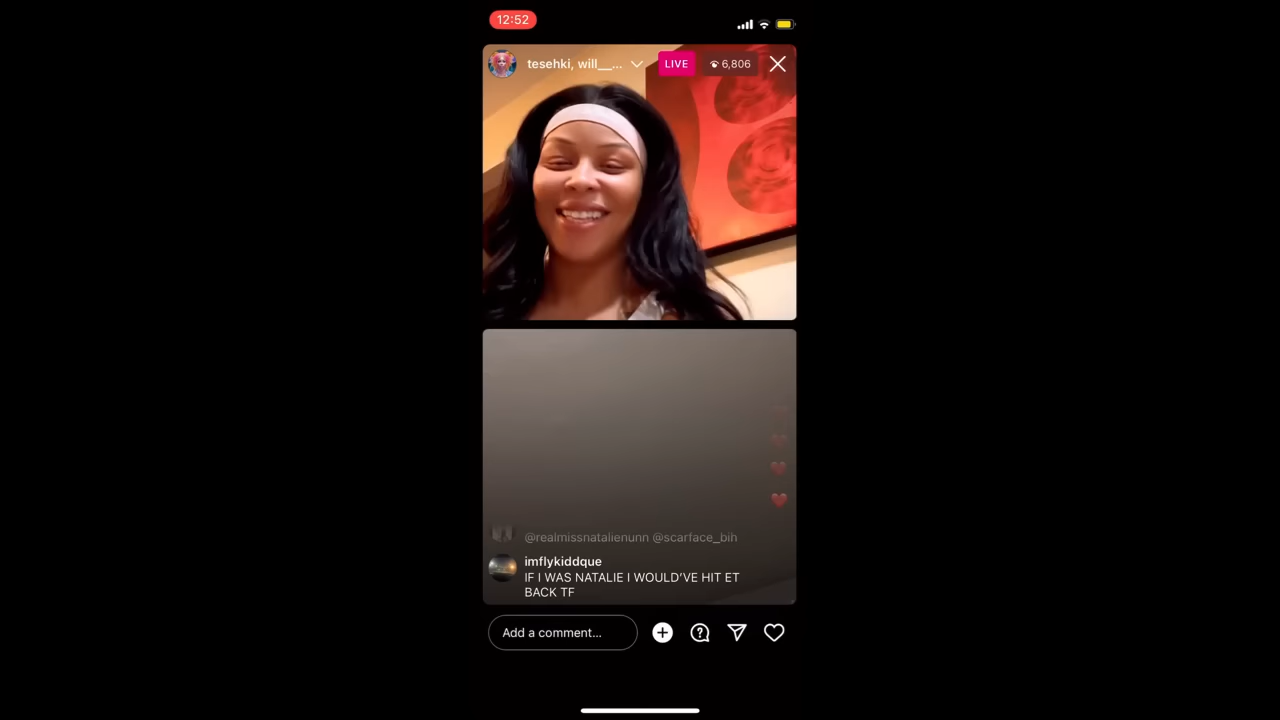 12:52
tesehki, will__... LIVE 6,806
@realmissnatalienunn @scarface_bih
imflykiddque
IF I WAS NATALIE I WOULD'VE HIT ET
BACK TF
Add a comment...